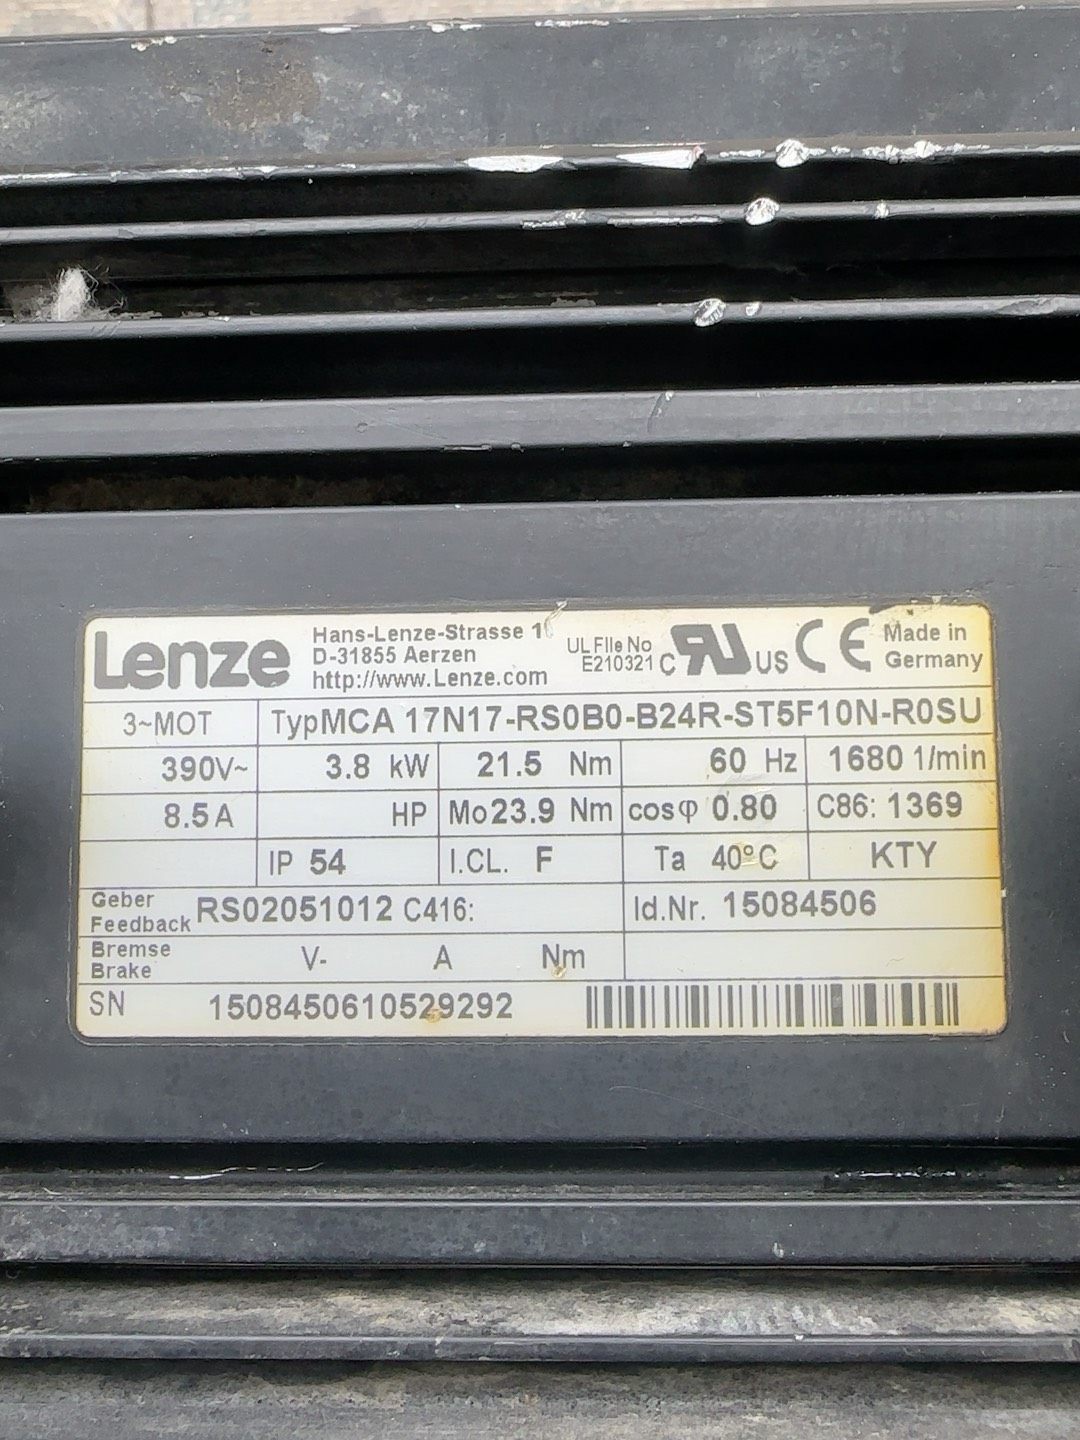 Lenze
Hans-Lenze-Strasse 1
D-31855 Aerzen
http://www.Lenze.com
UL File No
E210321
c RU US CE
Made in
Germany
3~MOT TypMCA 17N17-RS0B0-B24R-ST5F10N-R0SU
390V~ 3.8 kW 21.5 Nm 60 Hz 1680 1/min
8.5A HP Mo23.9 Nm cosφ 0.80 C86: 1369
IP 54 I.CL. F Ta 40°C KTY
Geber
Feedback RS02051012 C416: Id.Nr. 15084506
Bremse
Brake V- A Nm
SN 1508450610529292